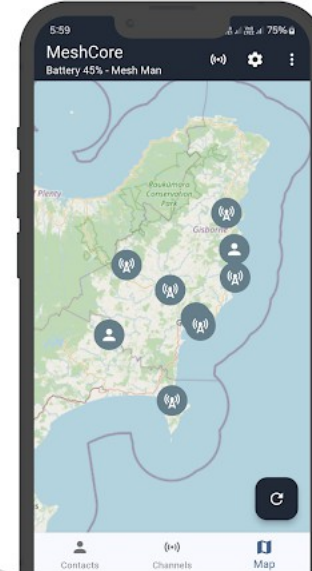 5:59
75%
MeshCore
Battery 45% - Mesh Man
Plenty
Raukumara
Conservation
Park
Gisborne
Contacts
Channels
Map